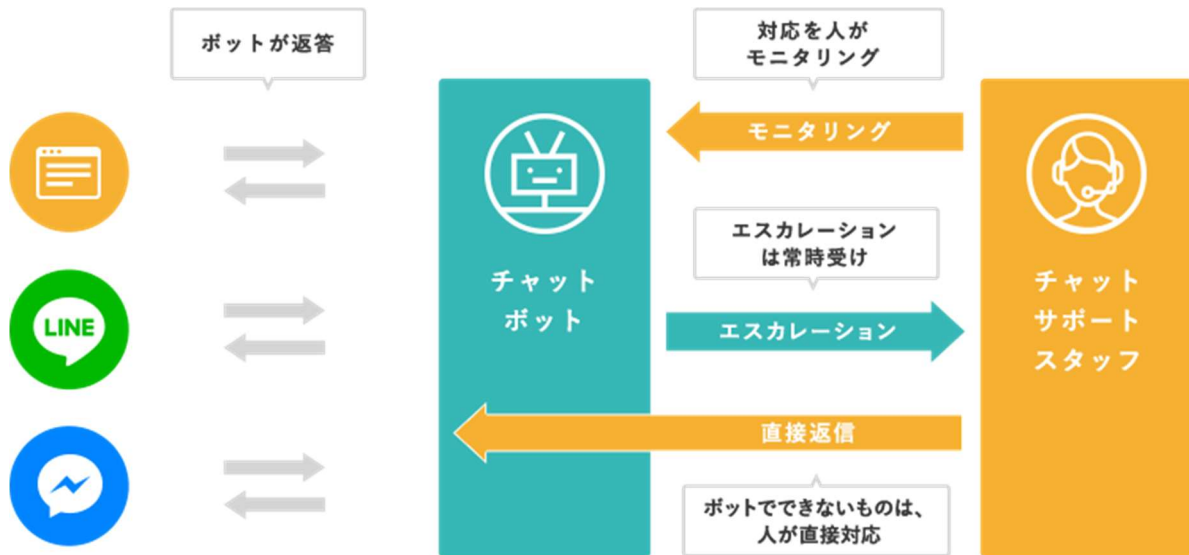 ボットが返答
対応を人が
モニタリング
モニタリング
エスカレーション
は常時受け
LINE
チャット
ボット
エスカレーション
チャット
サポート
スタッフ
直接返信
ボットでできないものは、
人が直接対応